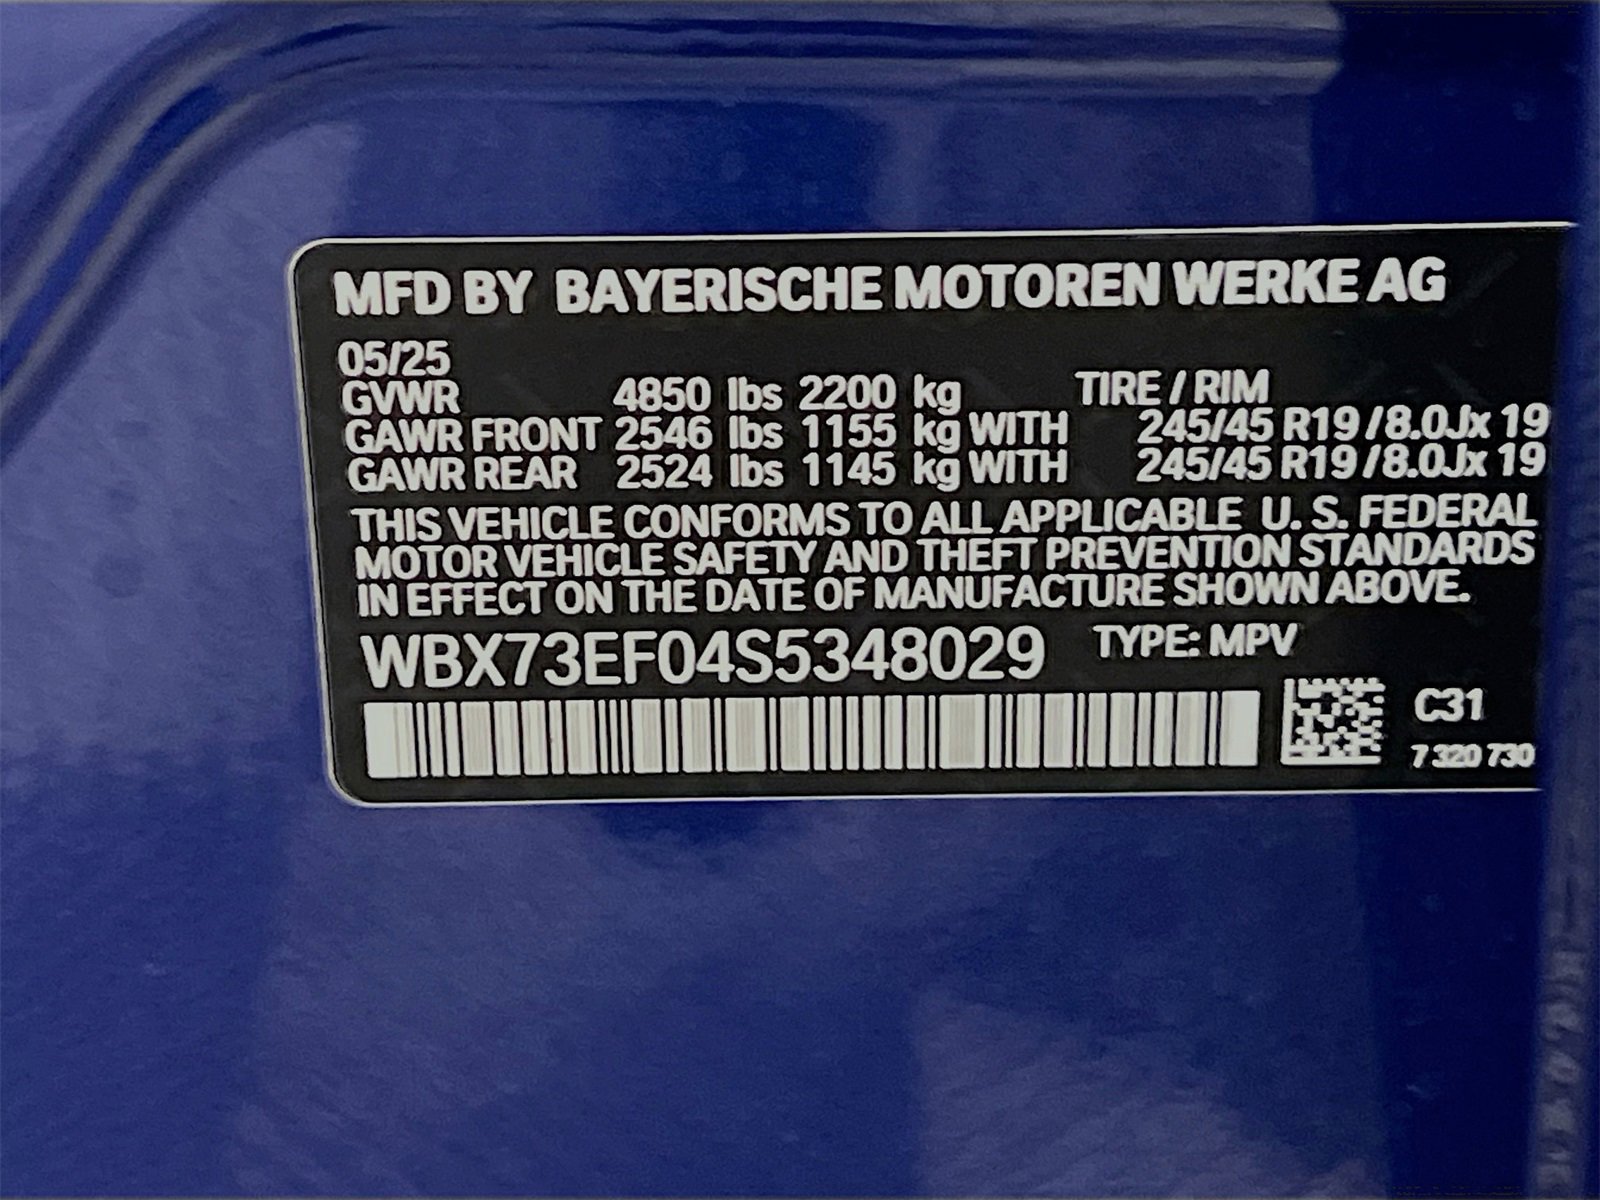 MFD BY BAYERISCHE MOTOREN WERKE AG
05/25
GVWR 4850 lbs 2200 kg TIRE / RIM
GAWR FRONT 2546 lbs 1155 kg WITH 245/45 R19 / 8.0Jx 19
GAWR REAR 2524 lbs 1145 kg WITH 245/45 R19 / 8.0Jx 19
THIS VEHICLE CONFORMS TO ALL APPLICABLE U. S. FEDERAL
MOTOR VEHICLE SAFETY AND THEFT PREVENTION STANDARDS
IN EFFECT ON THE DATE OF MANUFACTURE SHOWN ABOVE.
WBX73EF04S5348029 TYPE: MPV
C31
7 320 730